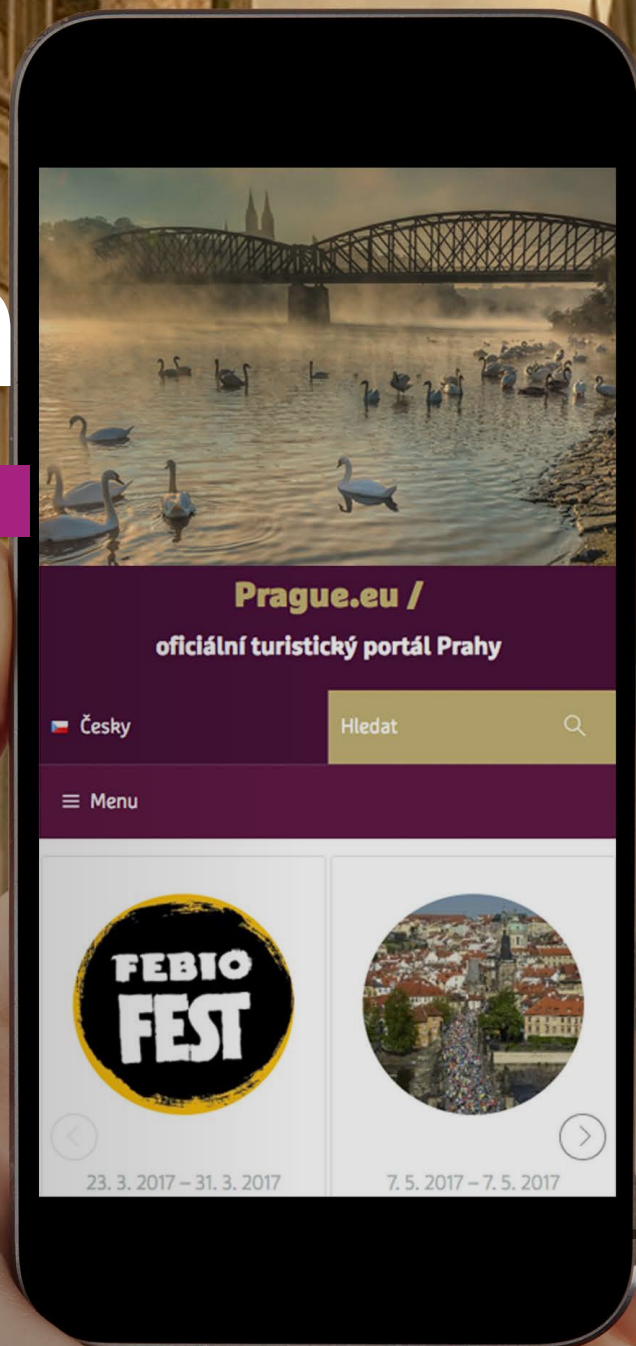 Prague.eu /
oficiální turistický portál Prahy
Česky
Hledat
Menu
FEBIO
FEST
23. 3. 2017 – 31. 3. 2017
7. 5. 2017 – 7. 5. 2017